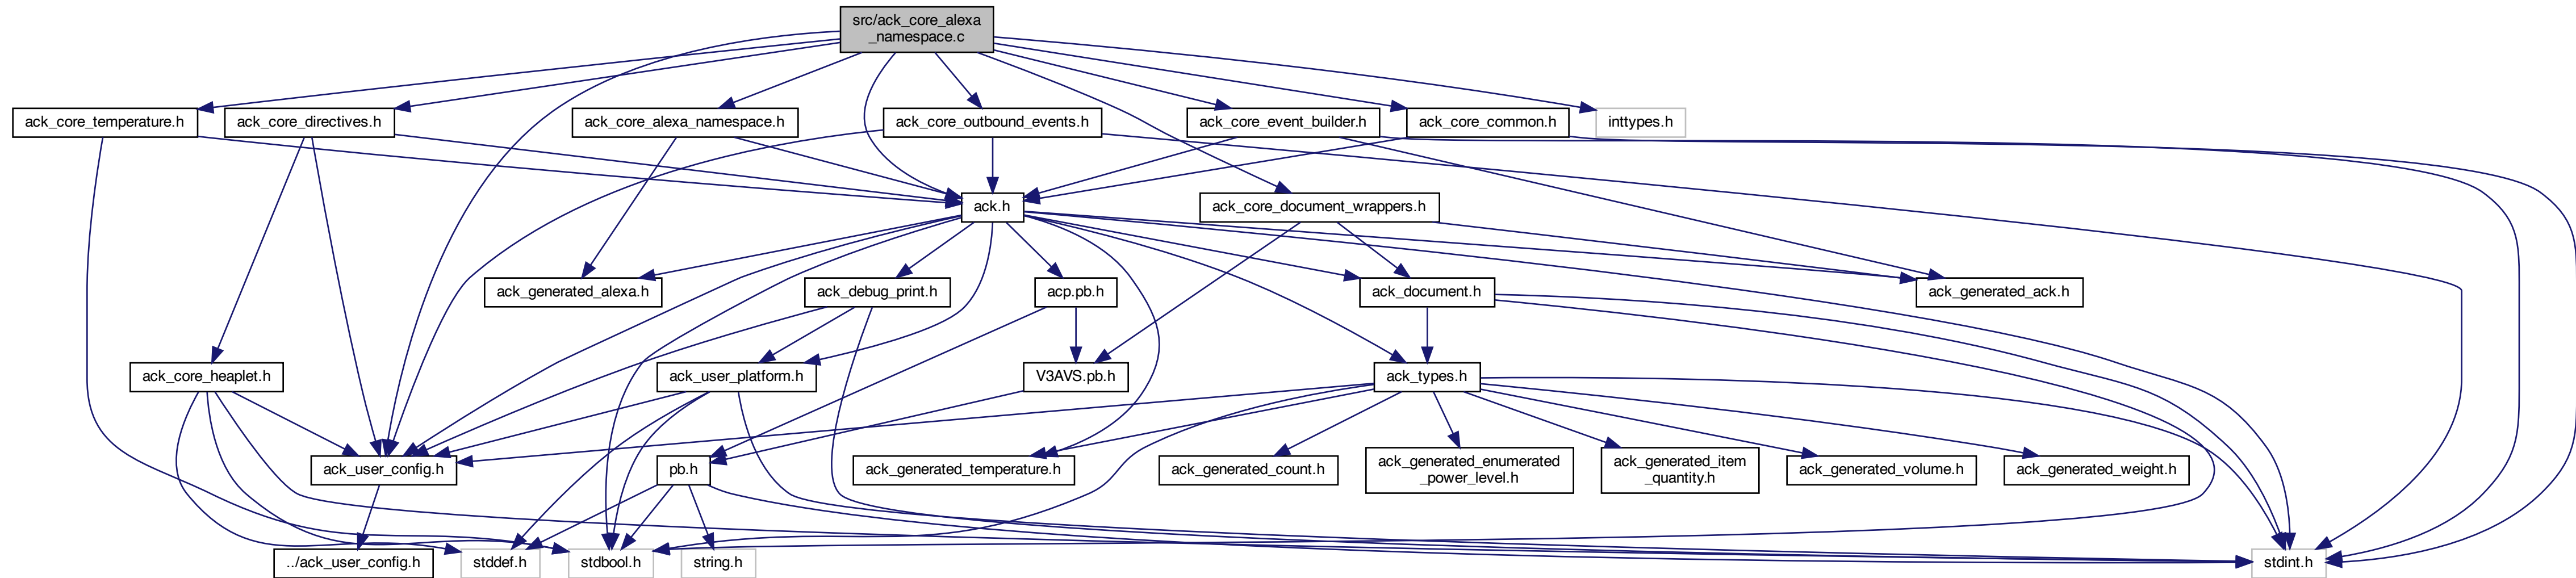 src/ack_core_alexa
_namespace.c
ack_core_temperature.h
ack_core_directives.h
ack_core_alexa_namespace.h
ack_core_outbound_events.h
ack_core_event_builder.h
ack_core_common.h
inttypes.h
ack.h
ack_core_document_wrappers.h
ack_generated_alexa.h
ack_debug_print.h
acp.pb.h
ack_document.h
ack_generated_ack.h
ack_core_heaplet.h
ack_user_platform.h
V3AVS.pb.h
ack_types.h
ack_user_config.h
pb.h
ack_generated_temperature.h
ack_generated_count.h
ack_generated_enumerated
_power_level.h
ack_generated_item
_quantity.h
ack_generated_volume.h
ack_generated_weight.h
../ack_user_config.h
stddef.h
stdbool.h
string.h
stdint.h